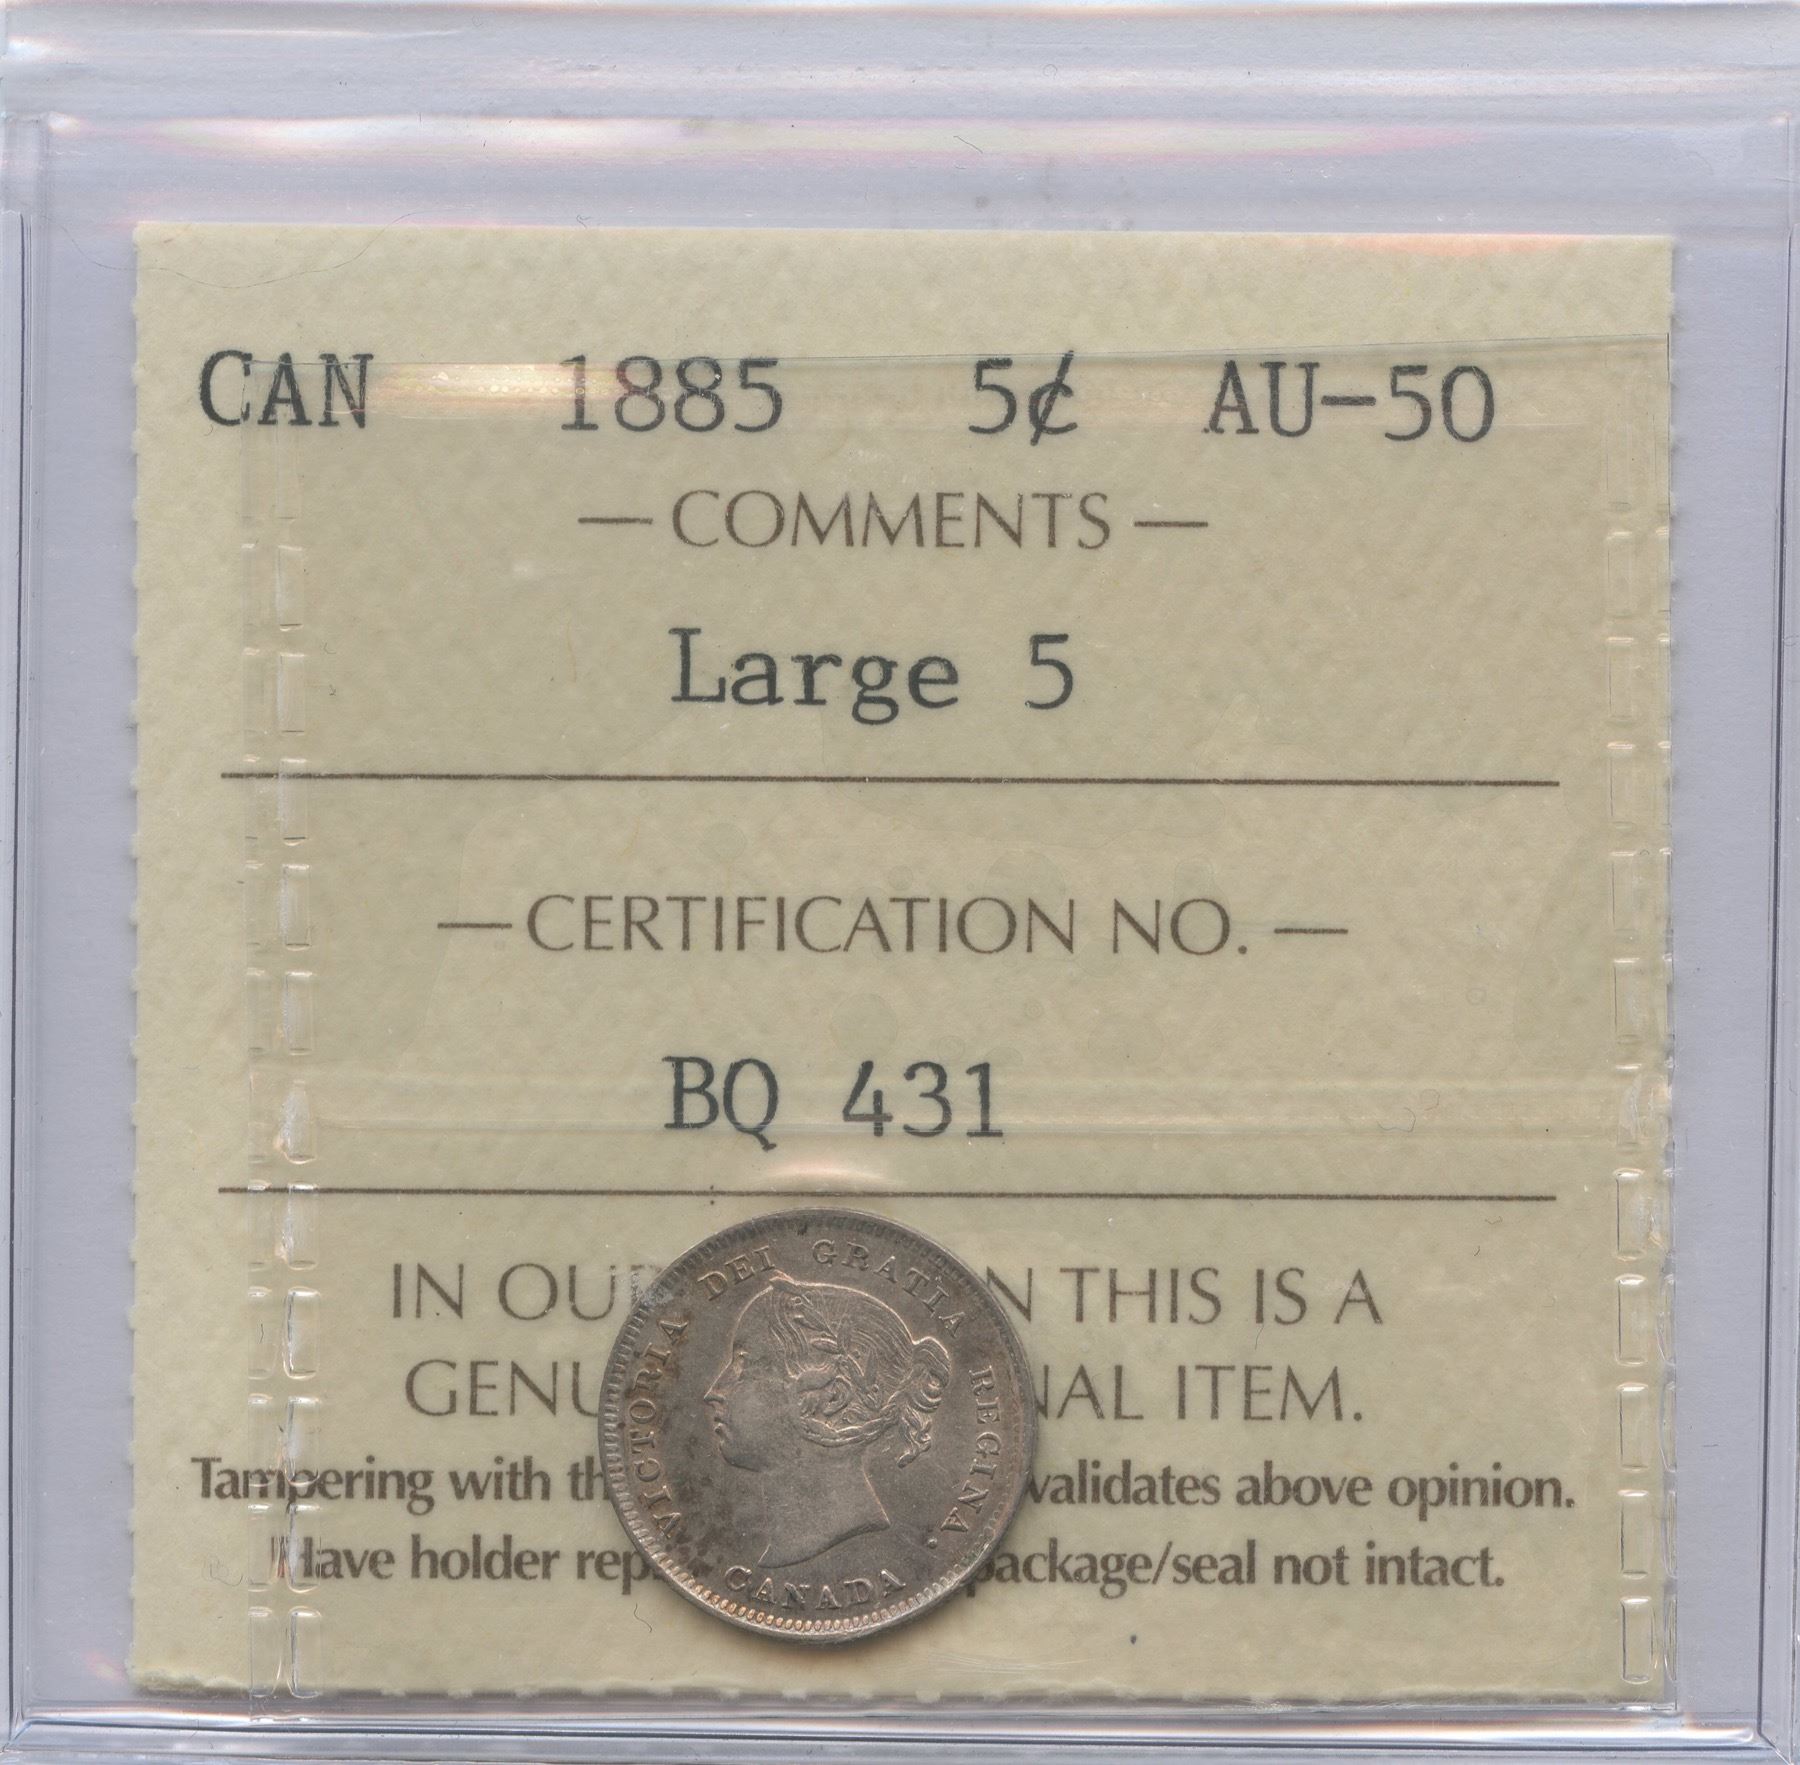 CAN 1885 5¢ AU-50
— COMMENTS —
Large 5
— CERTIFICATION NO. —
BQ 431
IN OUR N THIS IS A
GENU NAL ITEM.
Tampering with th validates above opinion.
Have holder rep package/seal not intact.
VICTORIA DEI GRATIA REGINA.
CANADA